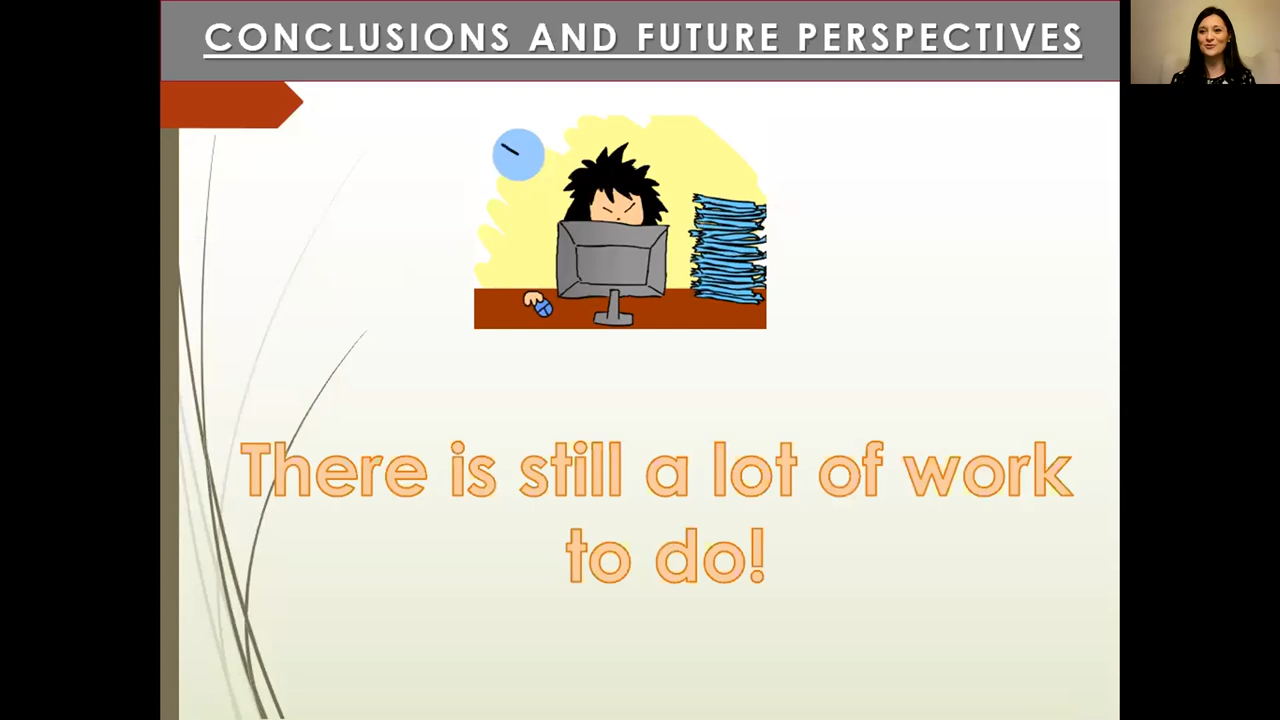 CONCLUSIONS AND FUTURE PERSPECTIVES
There is still a lot of work
to do!